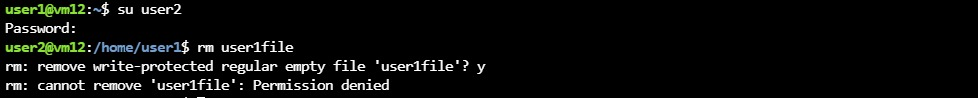 user1@vm12:~$ su user2
Password:
user2@vm12:/home/user1$ rm user1file
rm: remove write-protected regular empty file 'user1file'? y
rm: cannot remove 'user1file': Permission denied